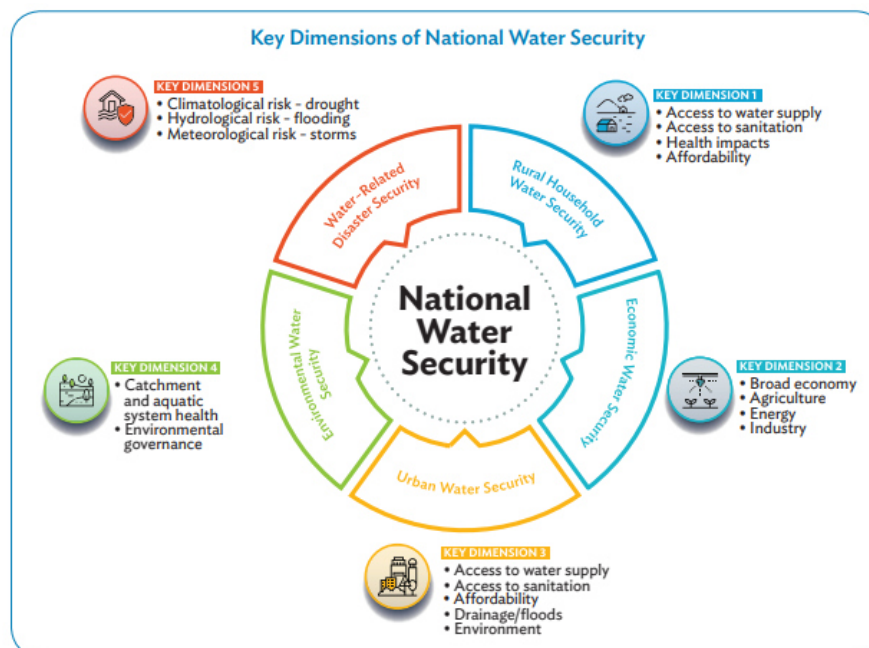 Key Dimensions of National Water Security
KEY DIMENSION 5
• Climatological risk - drought
• Hydrological risk - flooding
• Meteorological risk - storms
KEY DIMENSION 1
• Access to water supply
• Access to sanitation
• Health impacts
• Affordability
Water-Related
Disaster Security
Rural Household
Water Security
National
Water
Security
Environmental Water
Security
Economic Water Security
KEY DIMENSION 4
• Catchment
and aquatic
system health
• Environmental
governance
KEY DIMENSION 2
• Broad economy
• Agriculture
• Energy
• Industry
Urban Water Security
KEY DIMENSION 3
• Access to water supply
• Access to sanitation
• Affordability
• Drainage/floods
• Environment